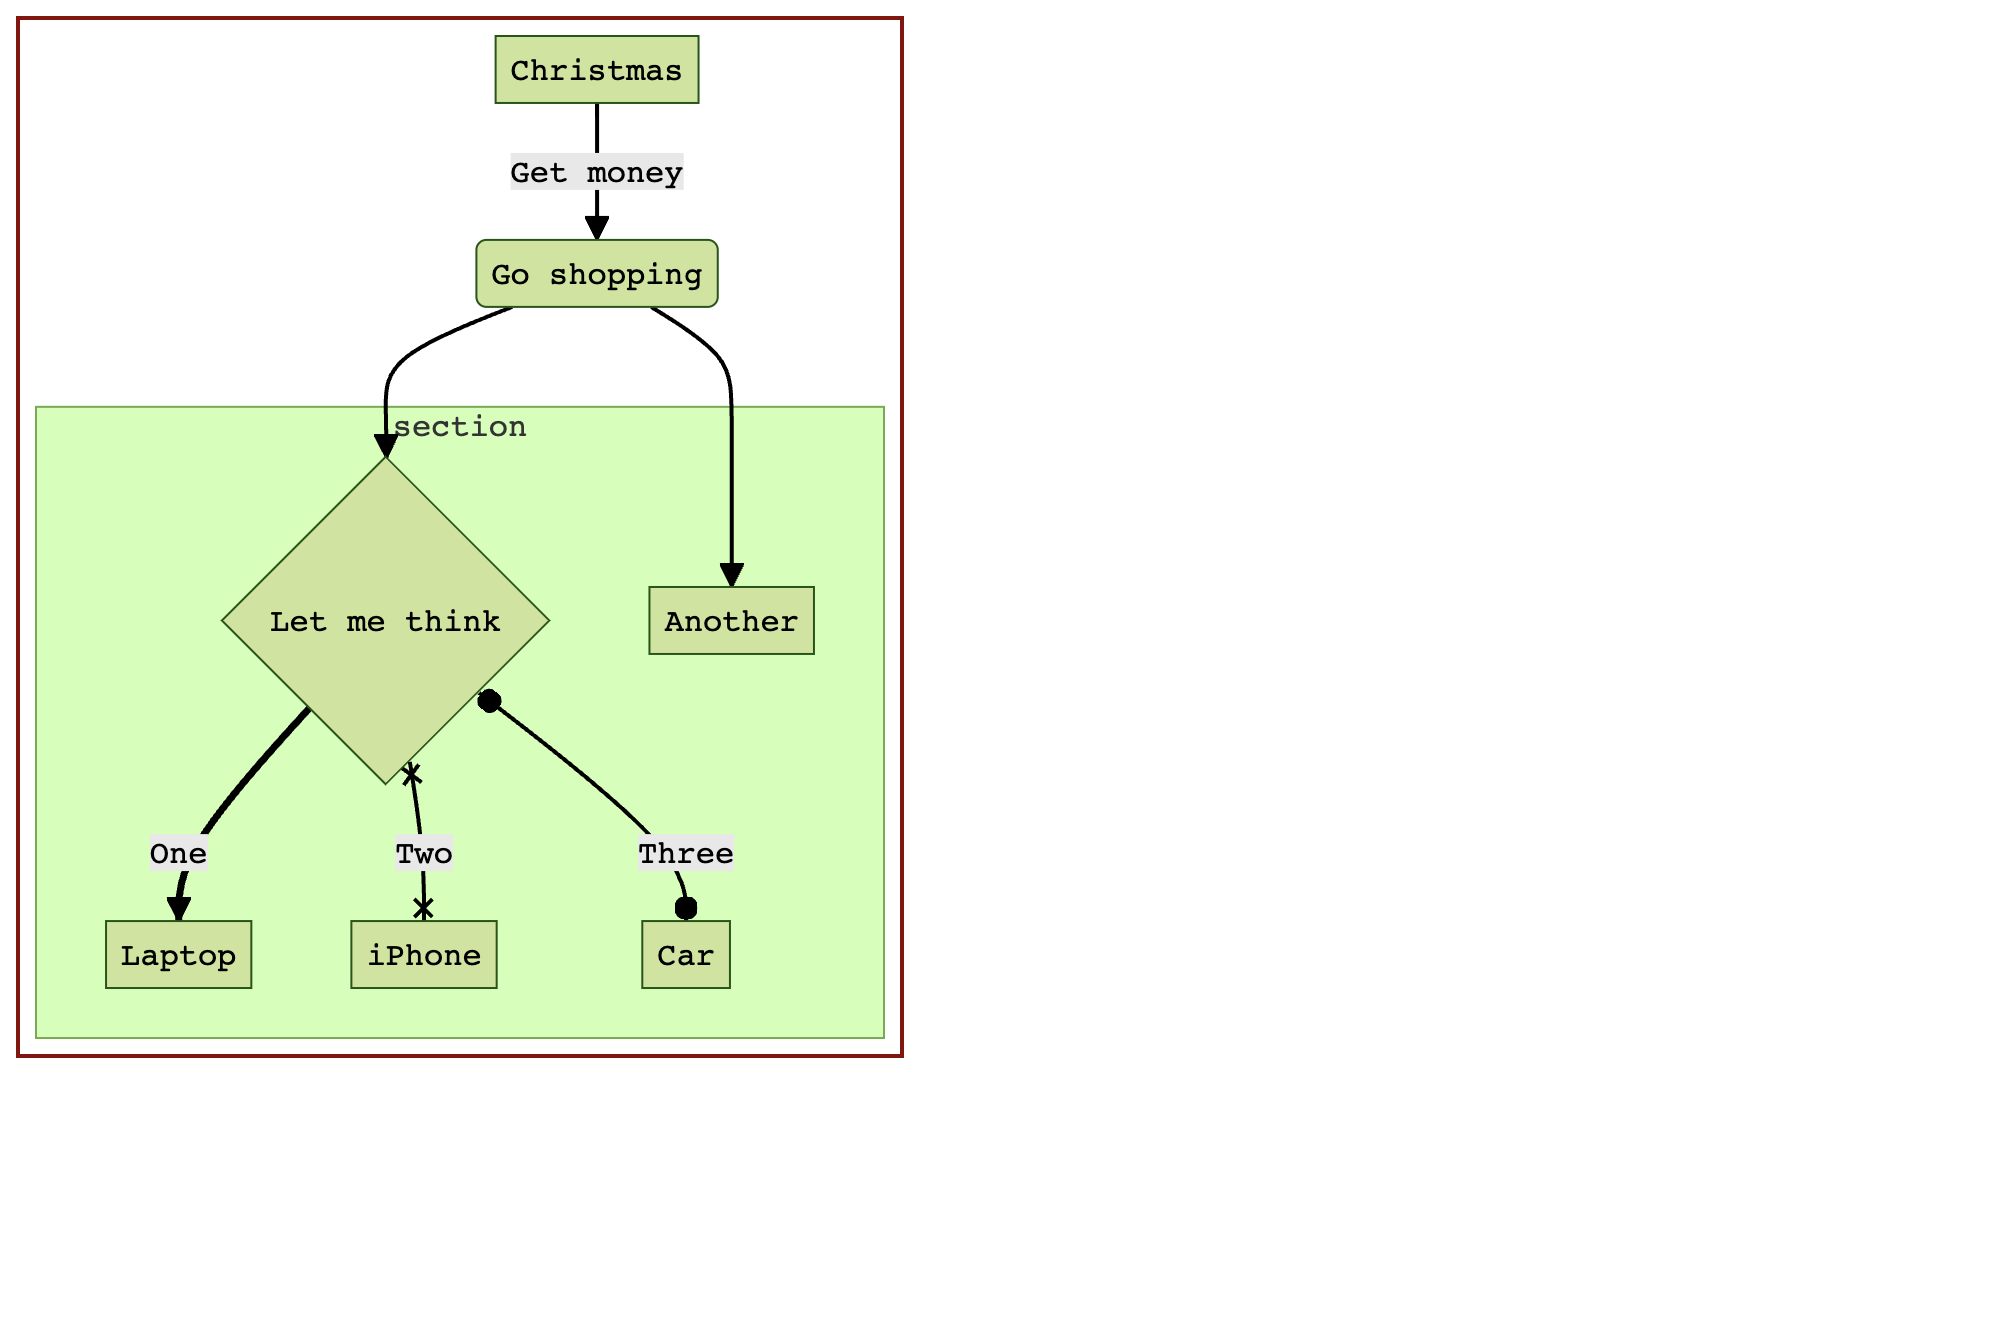 Christmas
Get money
Go shopping
section
Let me think
Another
One
Two
Three
Laptop
iPhone
Car